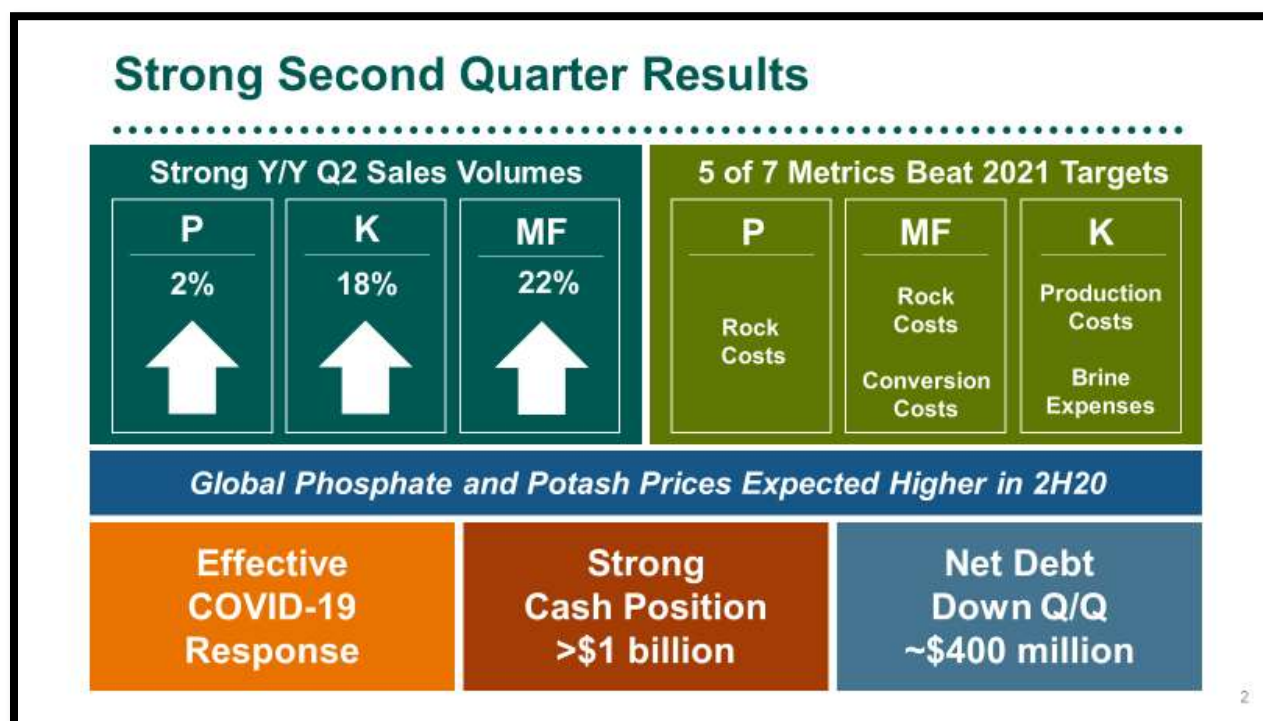 Strong Second Quarter Results
Strong Y/Y Q2 Sales Volumes
P
2%
K
18%
MF
22%
5 of 7 Metrics Beat 2021 Targets
P
Rock
Costs
MF
Rock
Costs
Conversion
Costs
K
Production
Costs
Brine
Expenses
Global Phosphate and Potash Prices Expected Higher in 2H20
Effective
COVID-19
Response
Strong
Cash Position
>$1 billion
Net Debt
Down Q/Q
~$400 million
2